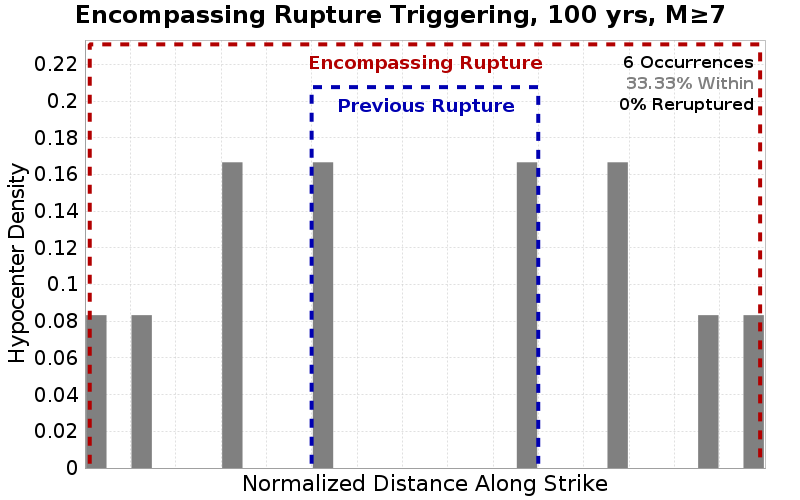 Encompassing Rupture Triggering, 100 yrs, M≥7
Encompassing Rupture
6 Occurrences
33.33% Within
0% Reruptured
Previous Rupture
Hypocenter Density
0.22
0.2
0.18
0.16
0.14
0.12
0.1
0.08
0.06
0.04
0.02
0
Normalized Distance Along Strike